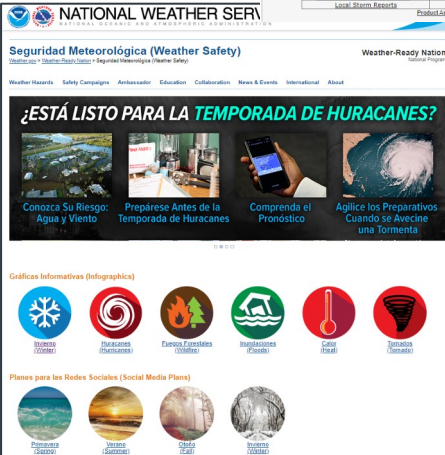 Local Storm Reports
NATIONAL WEATHER SERV
NATIONAL OCEANIC AND ATMOSPHERIC ADMINISTRATION
Seguridad Meteorológica (Weather Safety)
Weather-Ready Nation
National Program
Weather.gov > Weather-Ready Nation > Seguridad Meteorológica (Weather Safety)
Weather Hazards Safety Campaigns Ambassador Education Collaboration News & Events International About
¿ESTÁ LISTO PARA LA TEMPORADA DE HURACANES?
Conozca Su Riesgo:
Agua y Viento
Prepárese Antes de la
Temporada de Huracanes
Comprenda el
Pronóstico
Agilice los Preparativos
Cuando se Avecine
una Tormenta
Gráficas Informativas (Infographics)
Invierno
(Winter)
Huracanes
(Hurricanes)
Fuegos Forestales
(Wildfire)
Inundaciones
(Floods)
Calor
(Heat)
Tornados
(Tornado)
Planes para las Redes Sociales (Social Media Plans)
Primavera
(Spring)
Verano
(Summer)
Otoño
(Fall)
Invierno
(Winter)